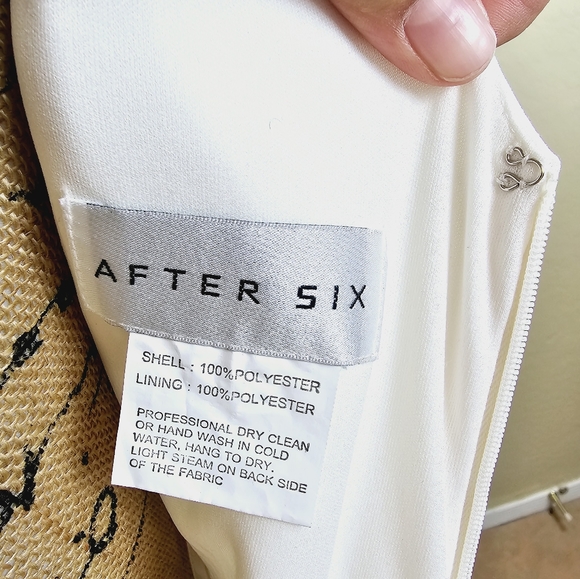 AFTER SIX
SHELL : 100%POLYESTER
LINING : 100%POLYESTER
PROFESSIONAL DRY CLEAN
OR HAND WASH IN COLD
WATER, HANG TO DRY.
LIGHT STEAM ON BACK SIDE
OF THE FABRIC